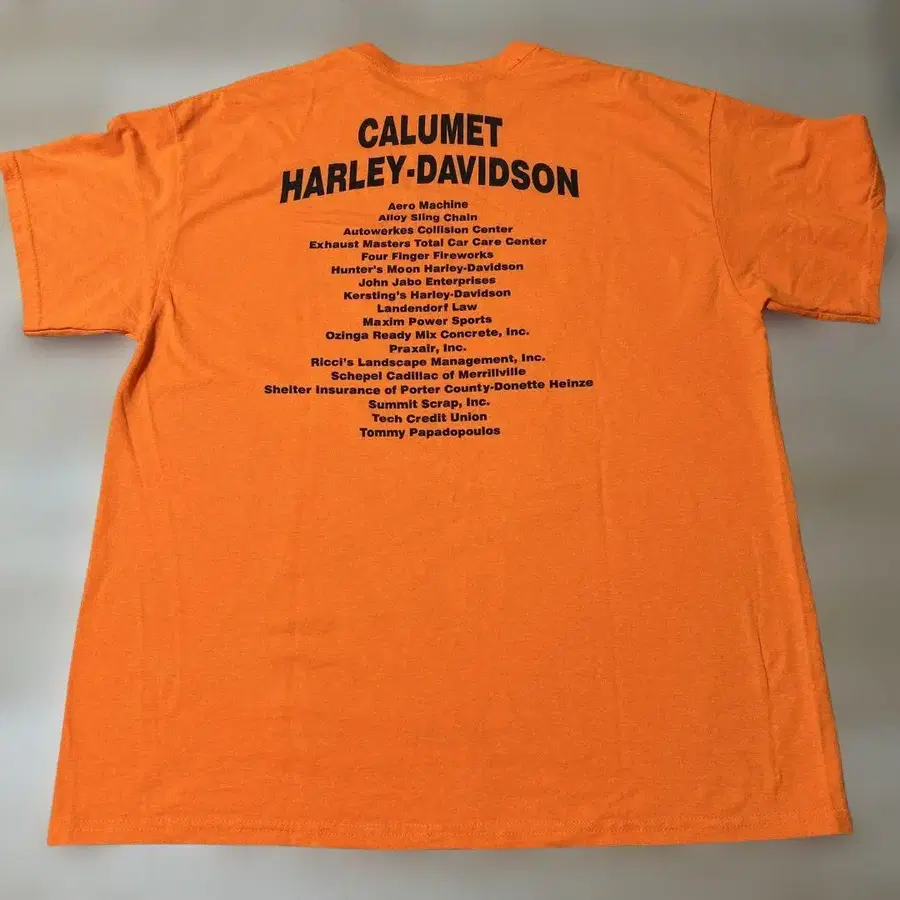 CALUMET
HARLEY-DAVIDSON
Aero Machine
Alloy Sling Chain
Autowerkes Collision Center
Exhaust Masters Total Car Care Center
Four Finger Fireworks
Hunter's Moon Harley-Davidson
John Jabo Enterprises
Kersting's Harley-Davidson
Landendorf Law
Maxim Power Sports
Ozinga Ready Mix Concrete, Inc.
Praxair, Inc.
Ricci's Landscape Management, Inc.
Schepel Cadillac of Merrillville
Shelter Insurance of Porter County-Donette Heinze
Summit Scrap, Inc.
Tech Credit Union
Tommy Papadopoulos